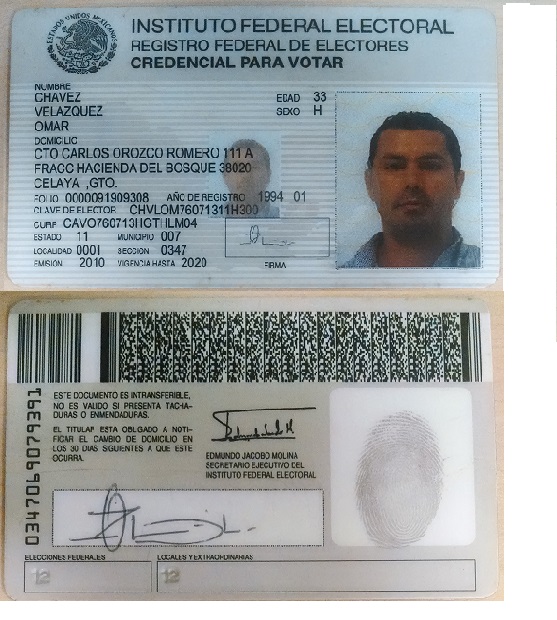 ESTADOS UNIDOS MEXICANOS
INSTITUTO FEDERAL ELECTORAL
REGISTRO FEDERAL DE ELECTORES
CREDENCIAL PARA VOTAR
NOMBRE
CHAVEZ
VELAZQUEZ
OMAR
EDAD 33
SEXO H
DOMICILIO
CTO CARLOS OROZCO ROMERO 111 A
FRACC HACIENDA DEL BOSQUE 38020
CELAYA ,GTO.
FOLIO 0000091909308 AÑO DE REGISTRO 1994 01
CLAVE DE ELECTOR CHVLOM76071311H300
CURP CAVO760713HGTHLM04
ESTADO 11 MUNICIPIO 007
LOCALIDAD 0001 SECCION 0347
EMISION 2010 VIGENCIA HASTA 2020
FIRMA
0347069079391
ESTE DOCUMENTO ES INTRANSFERIBLE,
NO ES VALIDO SI PRESENTA TACHA-
DURAS O ENMENDADURAS.
EL TITULAR ESTA OBLIGADO A NOTI-
FICAR EL CAMBIO DE DOMICILIO EN
LOS 30 DIAS SIGUIENTES A QUE ESTE
OCURRA.
EDMUNDO JACOBO MOLINA
SECRETARIO EJECUTIVO DEL
INSTITUTO FEDERAL ELECTORAL
ELECCIONES FEDERALES
LOCALES Y EXTRAORDINARIAS
12
12